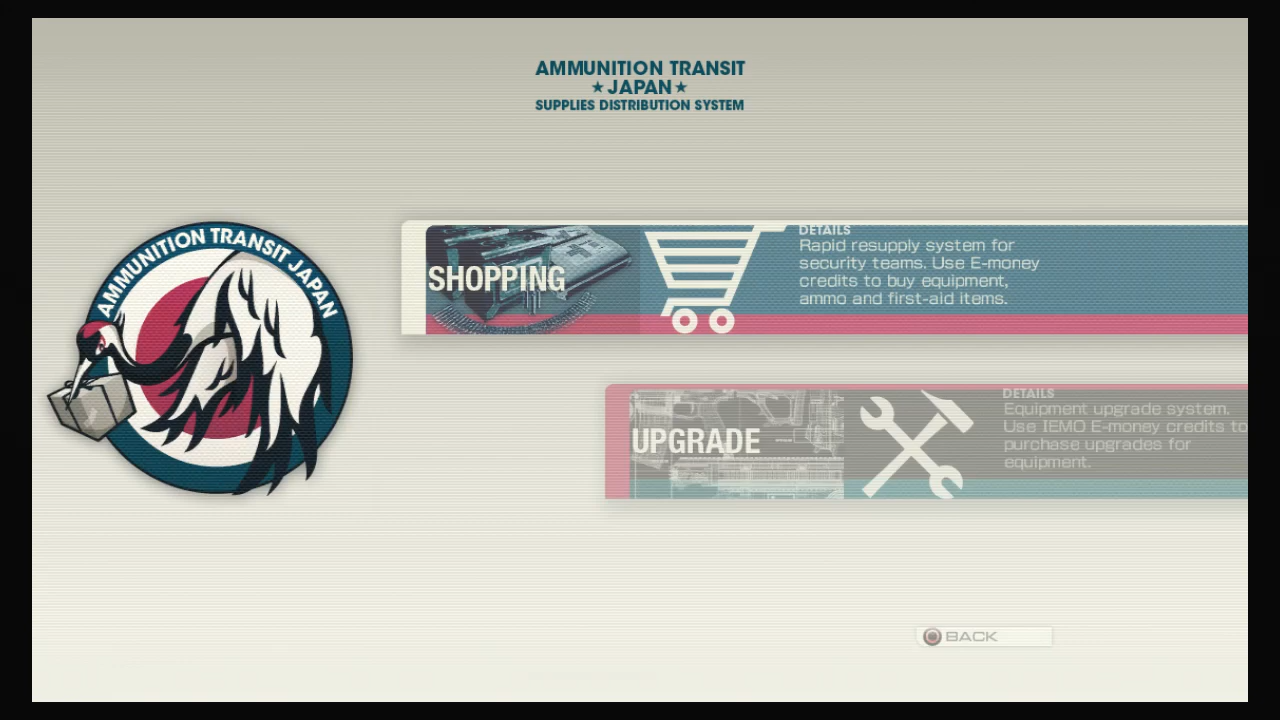 AMMUNITION TRANSIT
★JAPAN★
SUPPLIES DISTRIBUTION SYSTEM
AMMUNITION TRANSIT JAPAN
SHOPPING
DETAILS
Rapid resupply system for
security teams. Use E-money
credits to buy equipment,
ammo and first-aid items.
UPGRADE
DETAILS
Equipment upgrade system.
Use IEMO E-money credits to
purchase upgrades for
equipment.
BACK